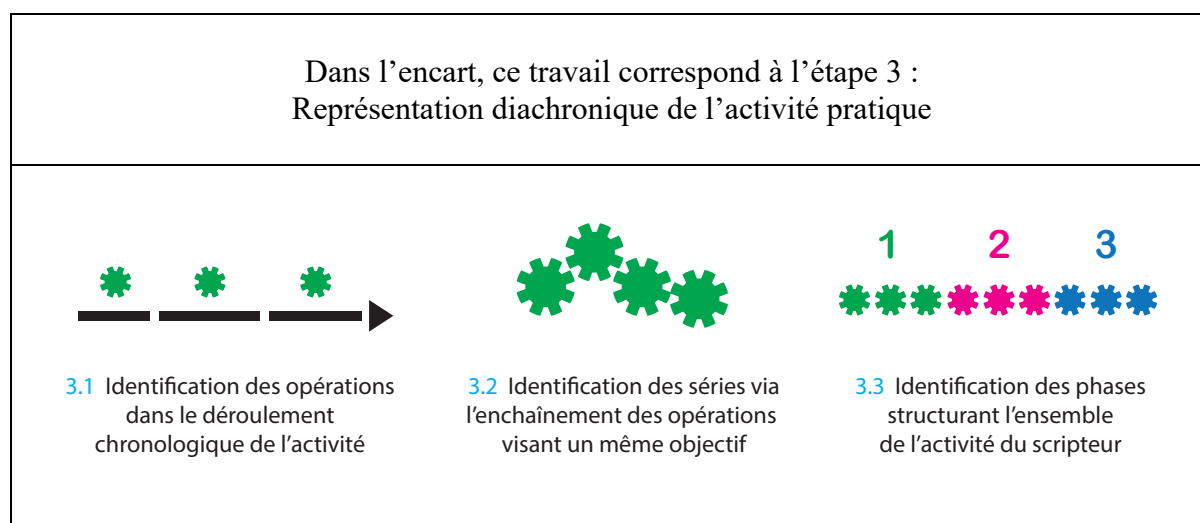 Dans l’encart, ce travail correspond à l’étape 3 :
Représentation diachronique de l’activité pratique
1 2 3
3.1 Identification des opérations
dans le déroulement
chronologique de l’activité
3.2 Identification des séries via
l’enchaînement des opérations
visant un même objectif
3.3 Identification des phases
structurant l’ensemble
de l’activité du scripteur